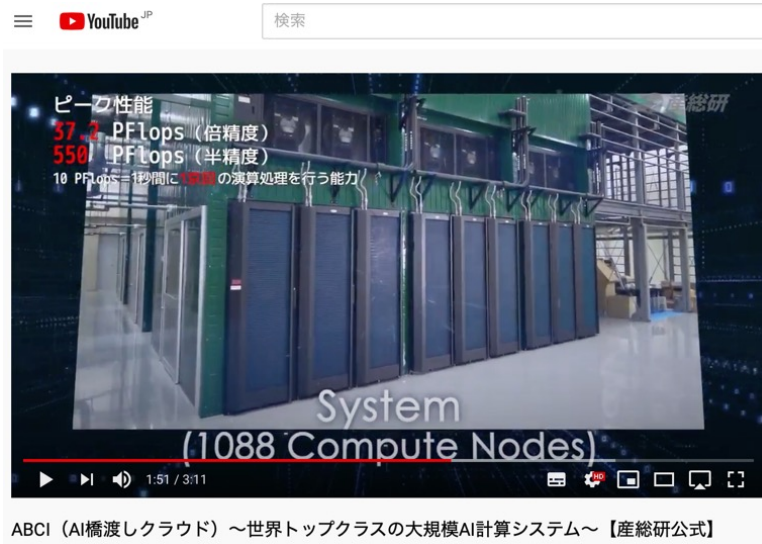 YouTube JP
検索
産総研
ピーク性能
37.2 PFlops（倍精度）
550 PFlops（半精度）
10 PFlops＝1秒間に の演算処理を行う能力
System
(1088 Compute Nodes)
1:51 / 3:11
HD
ABCI（AI橋渡しクラウド）〜世界トップクラスの大規模AI計算システム〜【産総研公式】